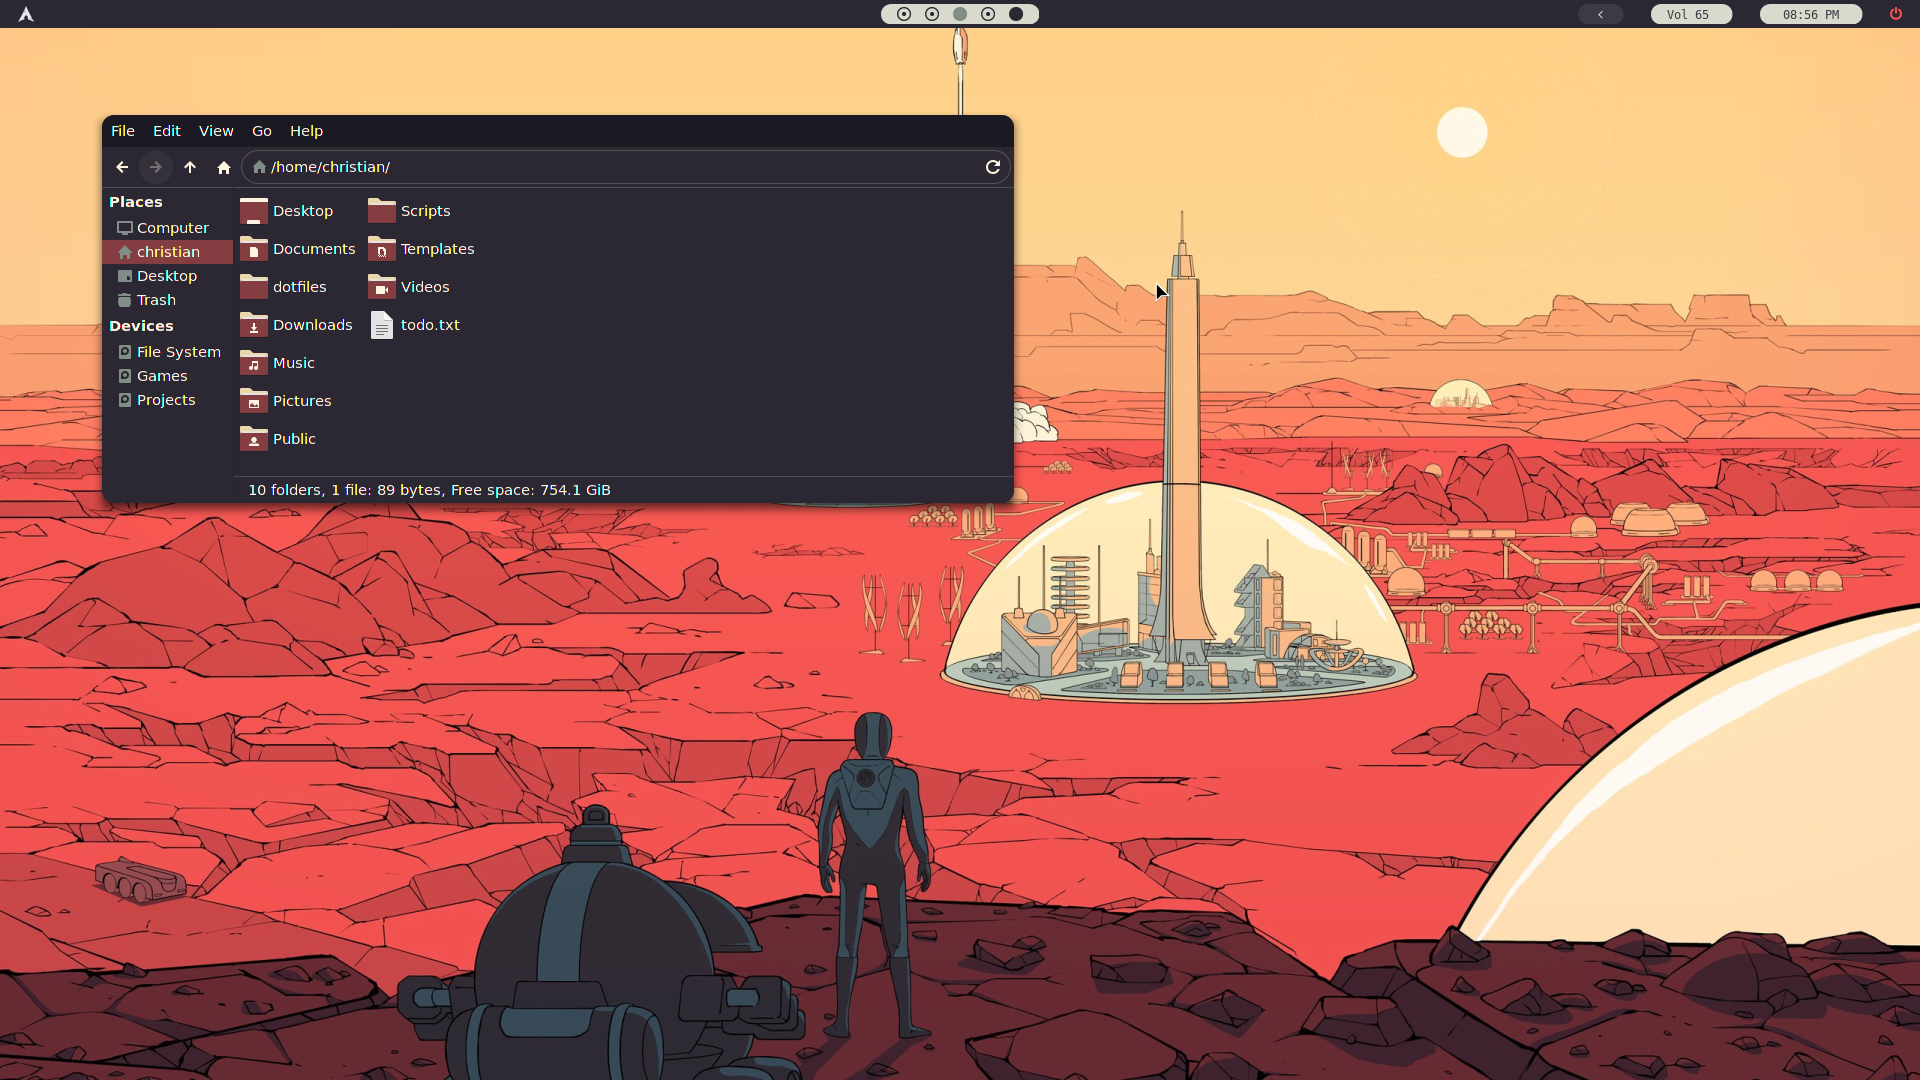 Vol 65
08:56 PM
File Edit View Go Help
/home/christian/
Places
Computer
christian
Desktop
Trash
Devices
File System
Games
Projects
Desktop
Documents
dotfiles
Downloads
Music
Pictures
Public
Scripts
Templates
Videos
todo.txt
10 folders, 1 file: 89 bytes, Free space: 754.1 GiB